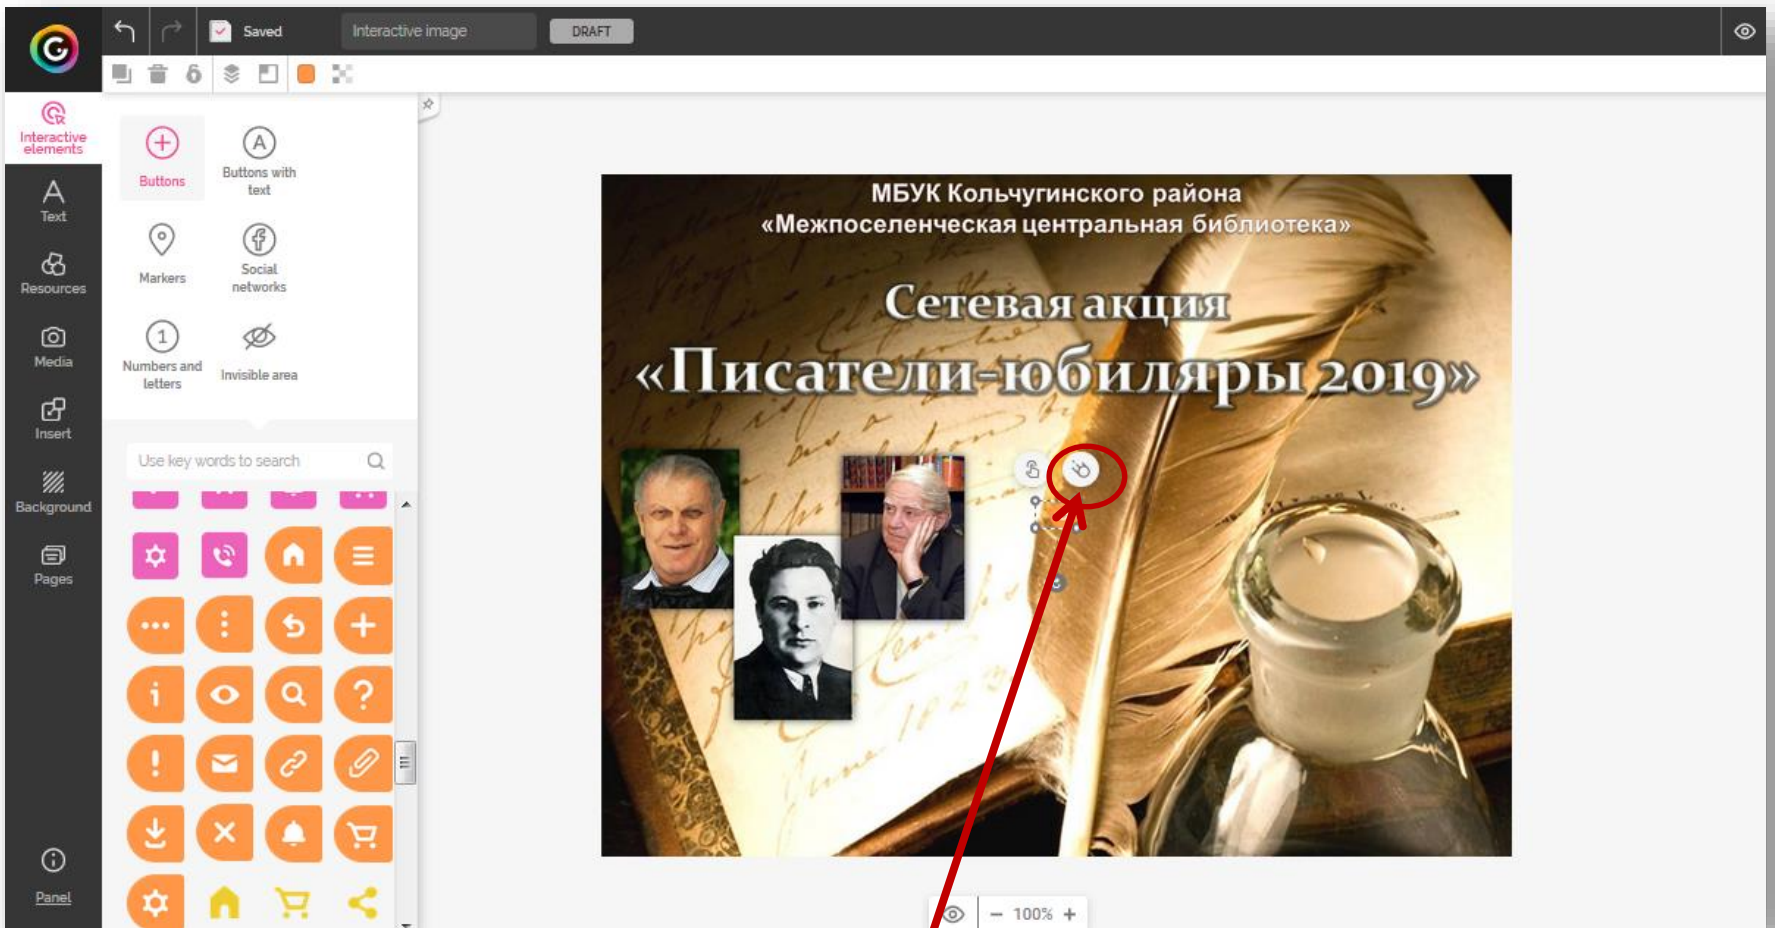 Saved
Interactive image
DRAFT
Interactive
elements
Text
Resources
Media
Insert
Background
Pages
Panel
Buttons
Buttons with
text
Markers
Social
networks
Numbers and
letters
Invisible area
Use key words to search
МБУК Кольчугинского района
«Межпоселенческая центральная библиотека»
Сетевая акция
«Писатели-юбиляры 2019»
100%